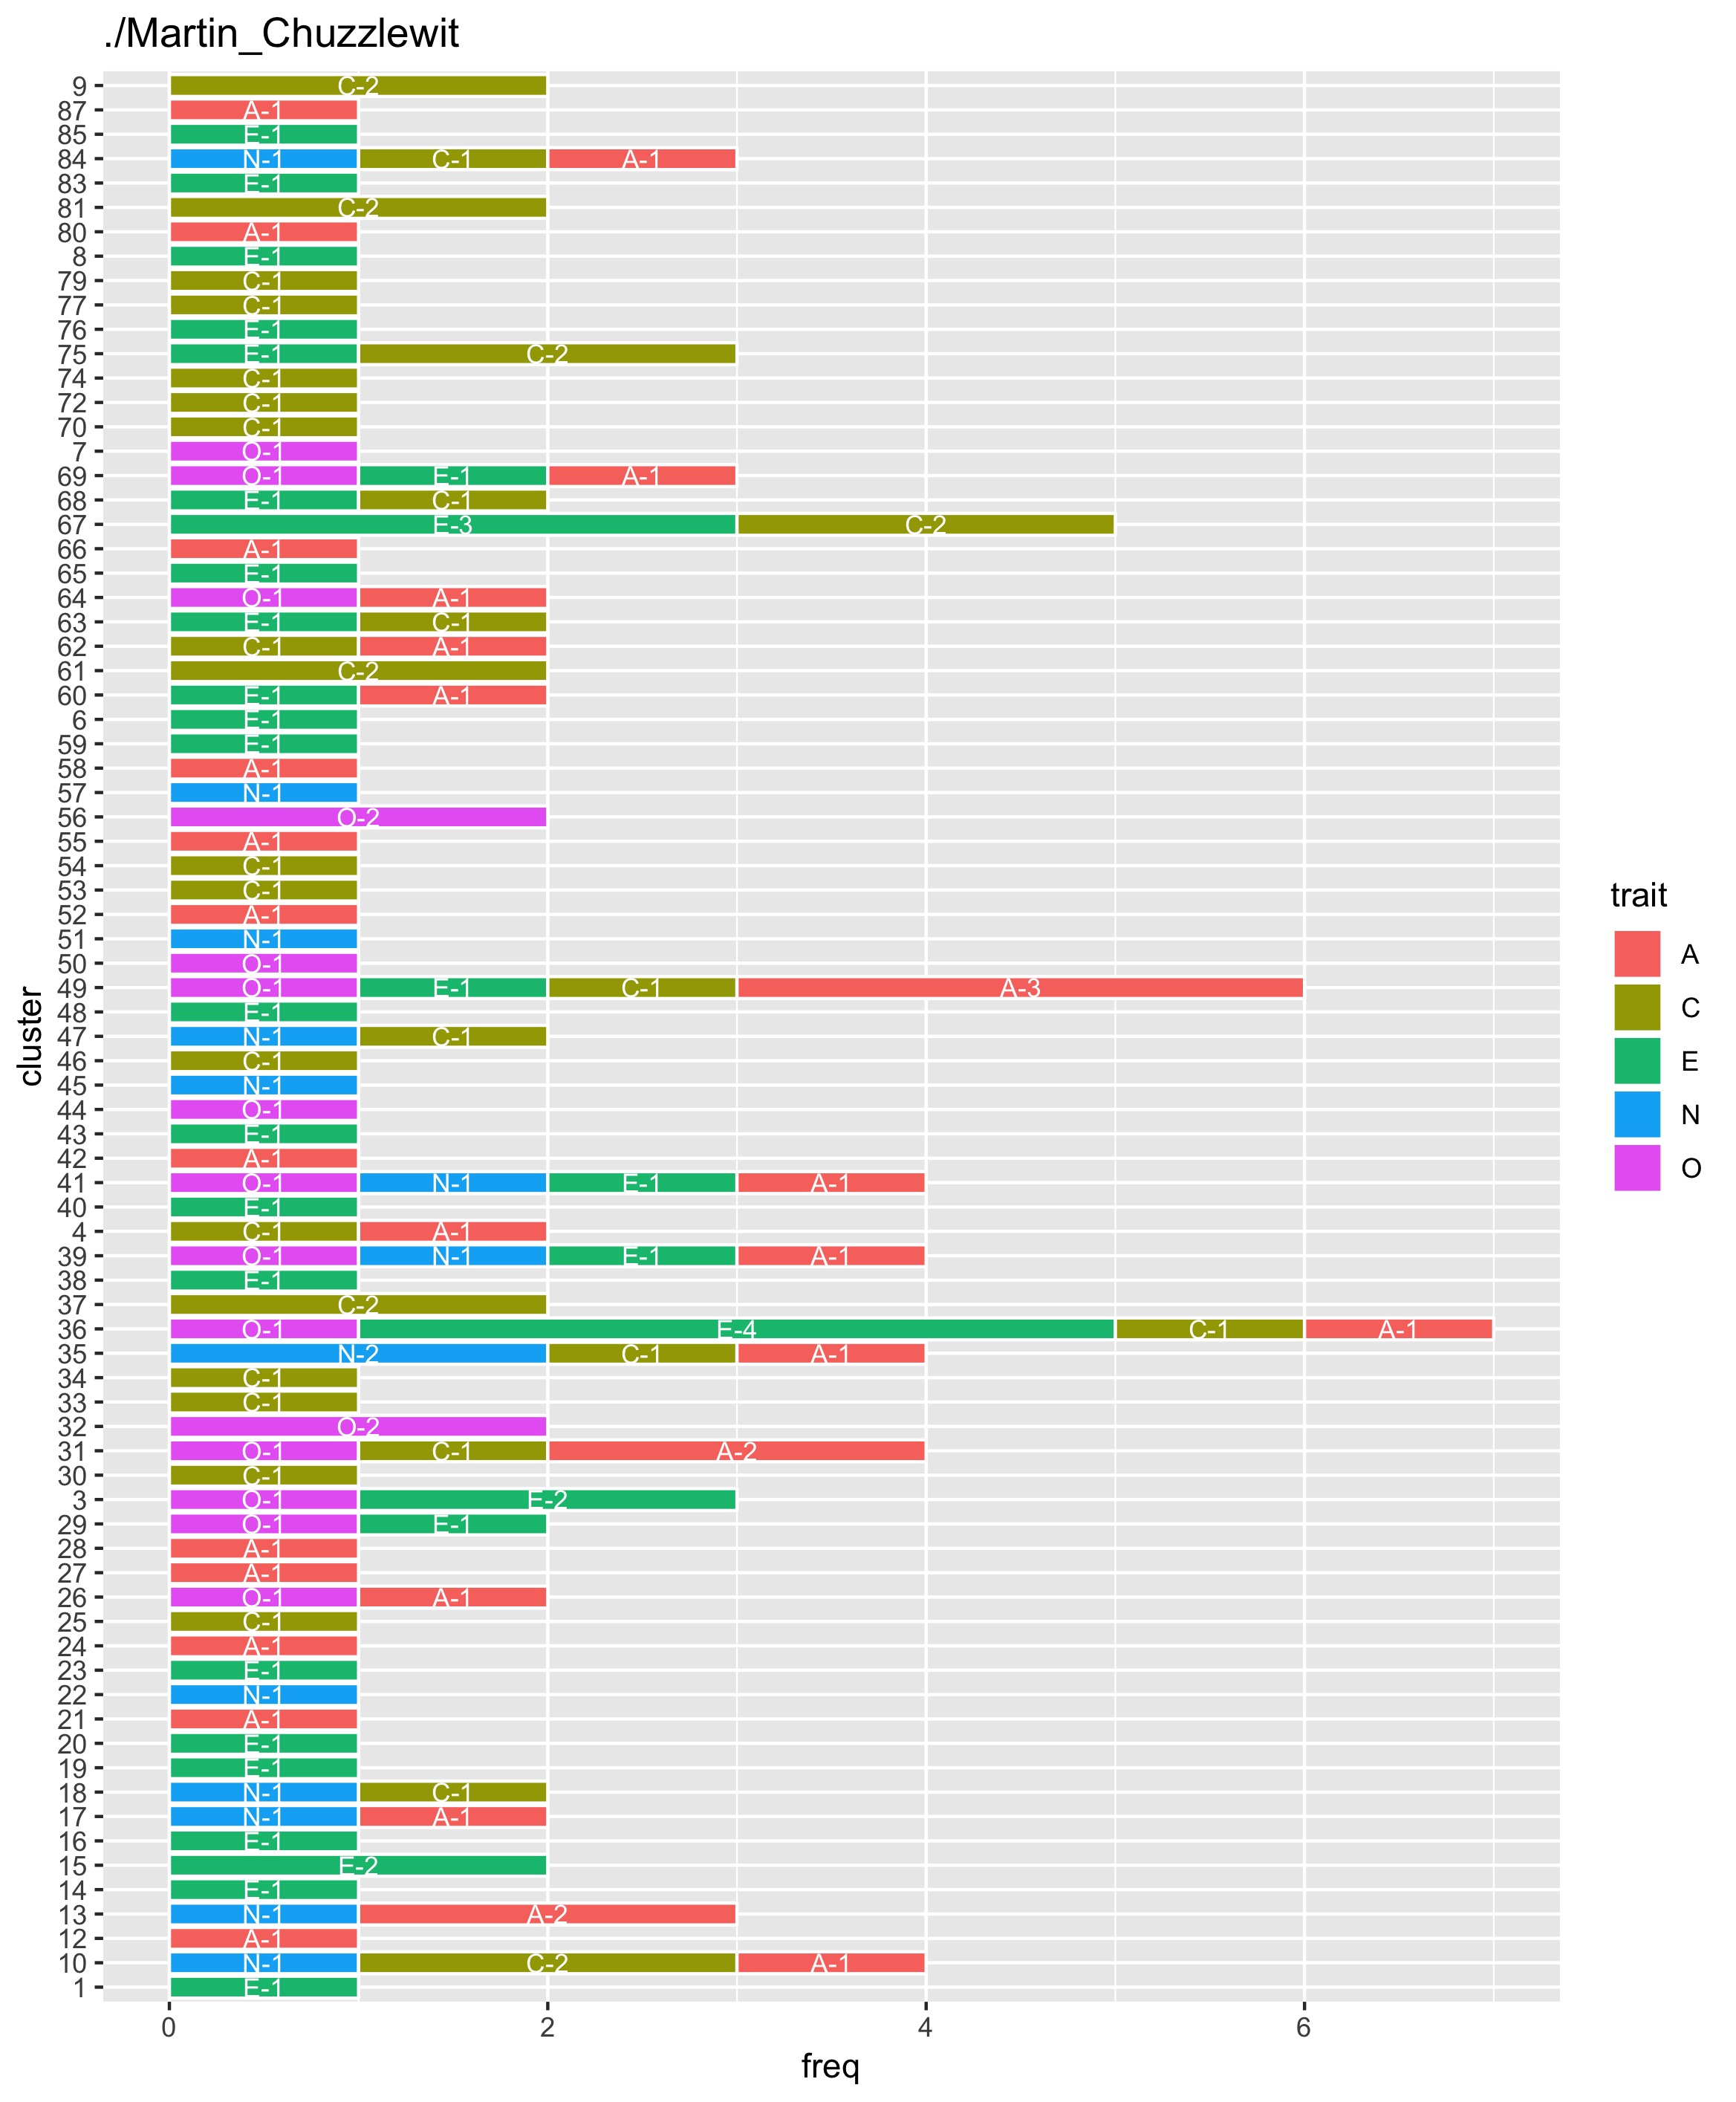 ./Martin_Chuzzlewit
9 C-2
87 A-1
85 E-1
84 N-1 C-1 A-1
83 E-1
81 C-2
80 A-1
8 E-1
79 C-1
77 C-1
76 E-1
75 E-1 C-2
74 C-1
72 C-1
70 C-1
7 O-1
69 O-1 E-1 A-1
68 E-1 C-1
67 E-3 C-2
66 A-1
65 E-1
64 O-1 A-1
63 E-1 C-1
62 C-1 A-1
61 C-2
60 E-1 A-1
6 E-1
59 E-1
58 A-1
57 N-1
56 O-2
55 A-1
54 C-1
53 C-1
52 A-1
51 N-1
50 O-1
49 O-1 E-1 C-1 A-3
48 E-1
47 N-1 C-1
46 C-1
45 N-1
44 O-1
43 E-1
42 A-1
41 O-1 N-1 E-1 A-1
40 E-1
4 C-1 A-1
39 O-1 N-1 E-1 A-1
38 E-1
37 C-2
36 O-1 E-4 C-1 A-1
35 N-2 C-1 A-1
34 C-1
33 C-1
32 O-2
31 O-1 C-1 A-2
30 C-1
3 O-1 E-2
29 O-1 E-1
28 A-1
27 A-1
26 O-1 A-1
25 C-1
24 A-1
23 E-1
22 N-1
21 A-1
20 E-1
19 E-1
18 N-1 C-1
17 N-1 A-1
16 E-1
15 E-2
14 E-1
13 N-1 A-2
12 A-1
10 N-1 C-2 A-1
1 E-1
0 2 4 6
freq
cluster
trait
A
C
E
N
O